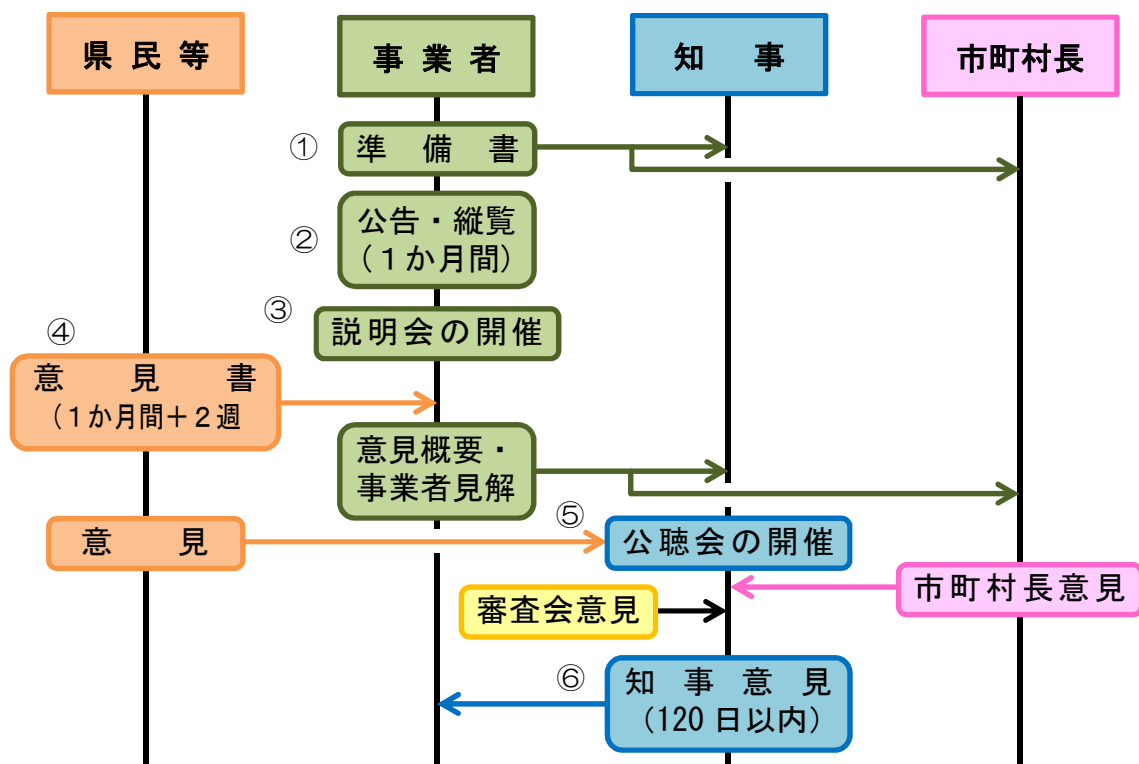 県民等
事業者
知事
市町村長
①
準備書
②
公告・縦覧
(１か月間)
③
説明会の開催
④
意見書
(１か月間＋２週
意見概要・
事業者見解
意見
⑤
公聴会の開催
市町村長意見
審査会意見
⑥
知事意見
(120日以内)